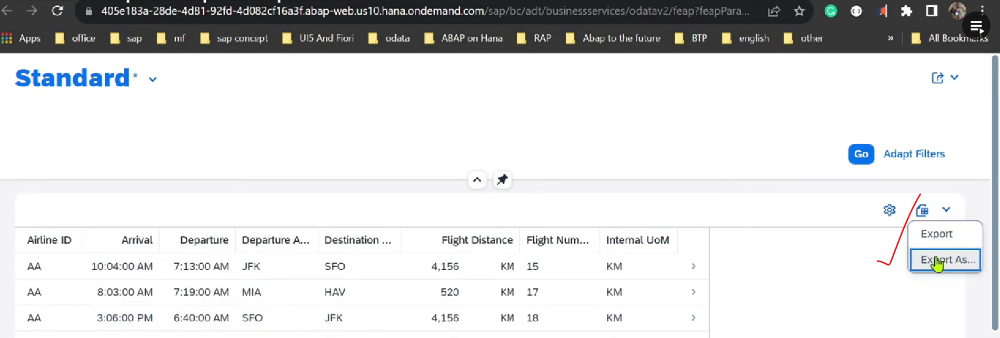 405e183a-28de-4d81-92fd-4d082cf16a3f.abap-web.us10.hana.ondemand.com/sap/bc/adt/businessservices/odatav2/feap?feapPara...
Apps office sap mf sap concept UI5 And Fiori odata ABAP on Hana RAP Abap to the future BTP english other » All Bookmarks
Standard*
Go Adapt Filters
Export
Export As...
Airline ID Arrival Departure Departure A... Destination ... Flight Distance Flight Num... Internal UoM
AA 10:04:00 AM 7:13:00 AM JFK SFO 4,156 KM 15 KM
AA 8:03:00 AM 7:19:00 AM MIA HAV 520 KM 17 KM
AA 3:06:00 PM 6:40:00 AM SFO JFK 4,156 KM 18 KM